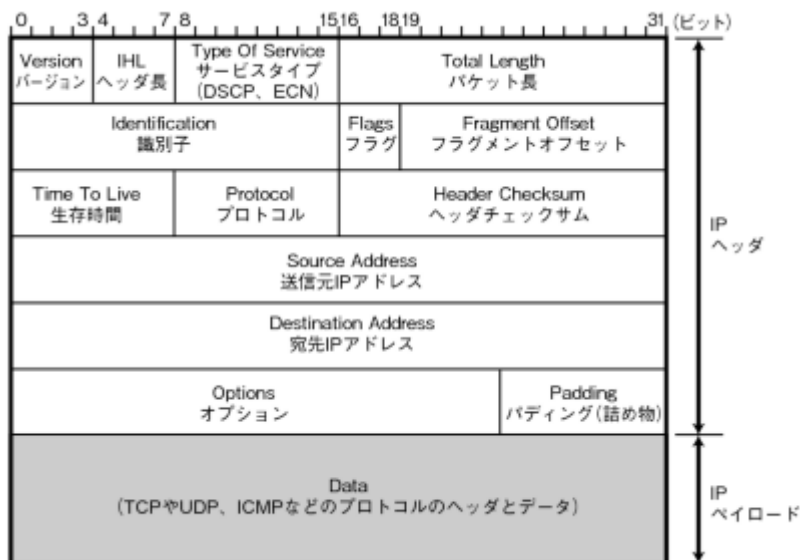 0 3 4 7 8 15 16 18 19 31 (ビット)
Version
バージョン
IHL
ヘッダ長
Type Of Service
サービスタイプ
(DSCP、ECN)
Total Length
パケット長
Identification
識別子
Flags
フラグ
Fragment Offset
フラグメントオフセット
Time To Live
生存時間
Protocol
プロトコル
Header Checksum
ヘッダチェックサム
Source Address
送信元IPアドレス
Destination Address
宛先IPアドレス
Options
オプション
Padding
パディング(詰め物)
IP
ヘッダ
Data
(TCPやUDP、ICMPなどのプロトコルのヘッダとデータ)
IP
ペイロード